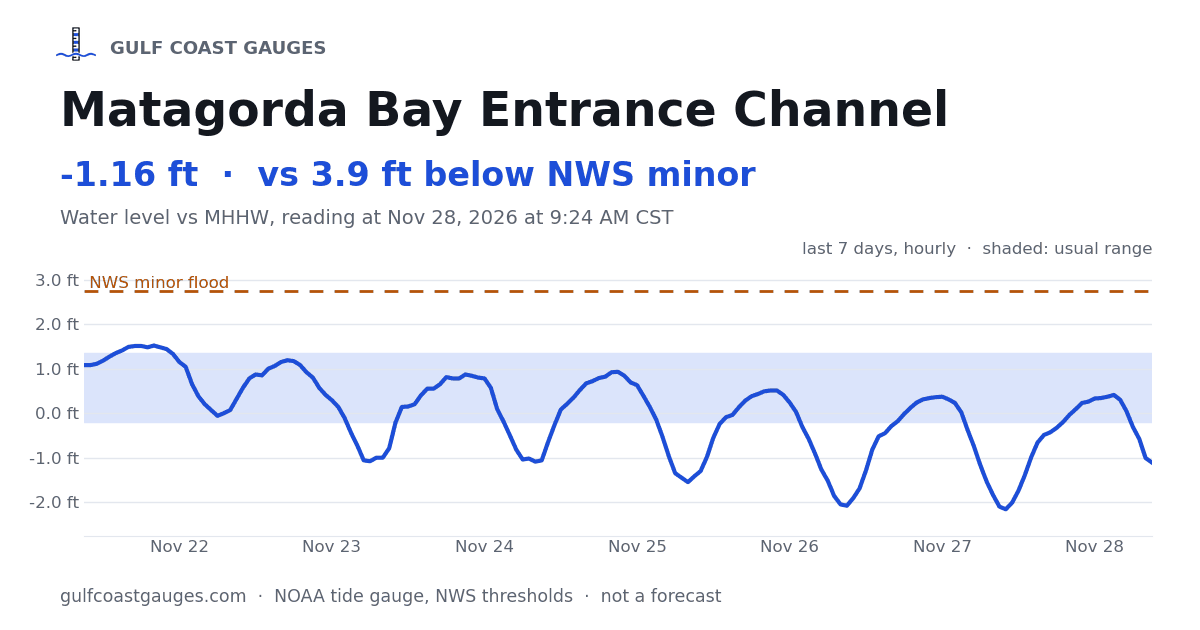 GULF COAST GAUGES
Matagorda Bay Entrance Channel
-1.16 ft · vs 3.9 ft below NWS minor
Water level vs MHHW, reading at Nov 28, 2026 at 9:24 AM CST
last 7 days, hourly · shaded: usual range
3.0 ft
NWS minor flood
2.0 ft
1.0 ft
0.0 ft
-1.0 ft
-2.0 ft
Nov 22 Nov 23 Nov 24 Nov 25 Nov 26 Nov 27 Nov 28
gulfcoastgauges.com · NOAA tide gauge, NWS thresholds · not a forecast